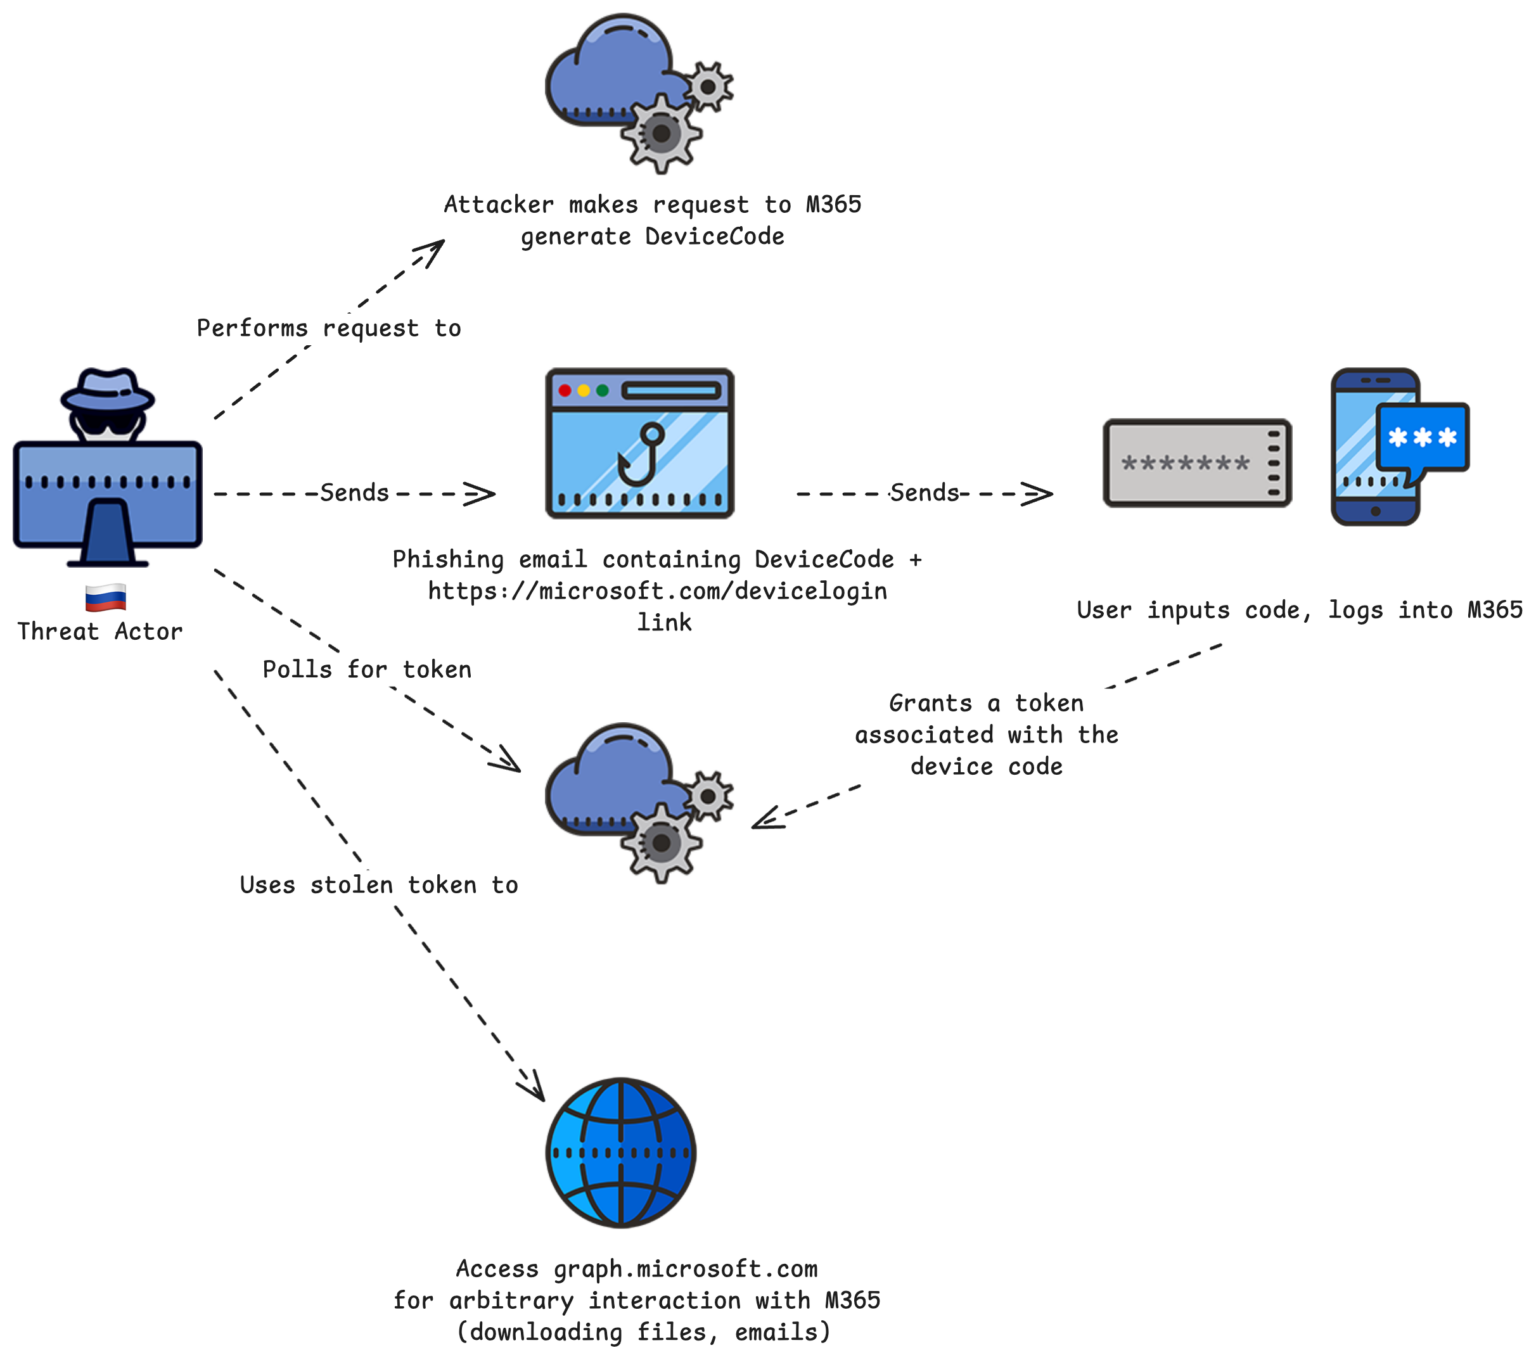 Attacker makes request to M365
generate DeviceCode
Performs request to
Sends
Sends
*******
***
Phishing email containing DeviceCode +
https://microsoft.com/devicelogin
link
User inputs code, logs into M365
Threat Actor
Polls for token
Grants a token
associated with the
device code
Uses stolen token to
Access graph.microsoft.com
for arbitrary interaction with M365
(downloading files, emails)